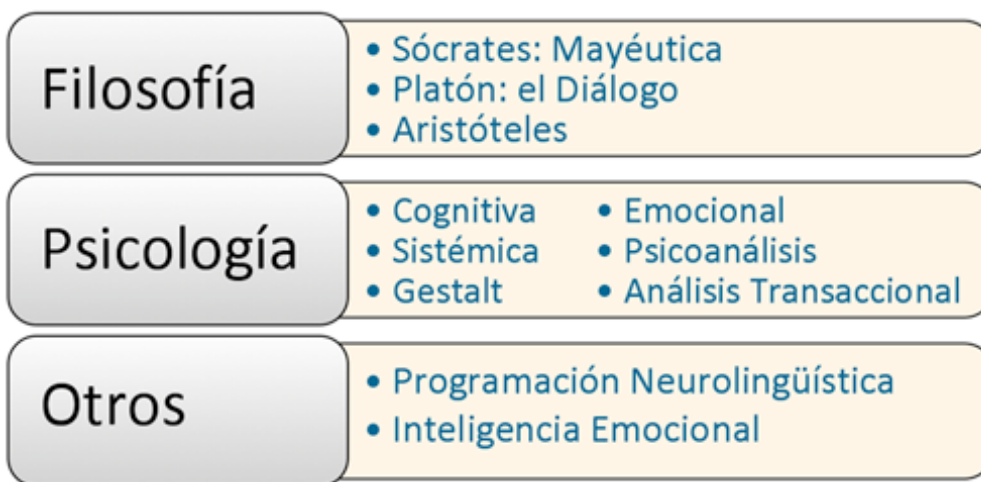 Filosofía
• Sócrates: Mayéutica
• Platón: el Diálogo
• Aristóteles
Psicología
• Cognitiva
• Sistémica
• Gestalt
• Emocional
• Psicoanálisis
• Análisis Transaccional
Otros
• Programación Neurolingüística
• Inteligencia Emocional